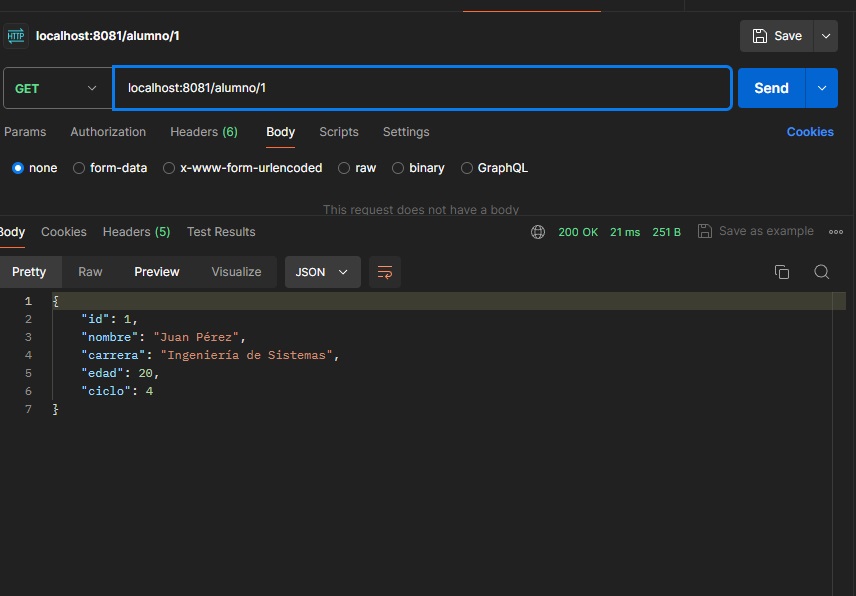 HTTP localhost:8081/alumno/1 Save
GET localhost:8081/alumno/1 Send
Params Authorization Headers (6) Body Scripts Settings Cookies
none form-data x-www-form-urlencoded raw binary GraphQL
This request does not have a body
Body Cookies Headers (5) Test Results 200 OK 21 ms 251 B Save as example
Pretty Raw Preview Visualize JSON
1 {
2 "id": 1,
3 "nombre": "Juan Pérez",
4 "carrera": "Ingeniería de Sistemas",
5 "edad": 20,
6 "ciclo": 4
7 }